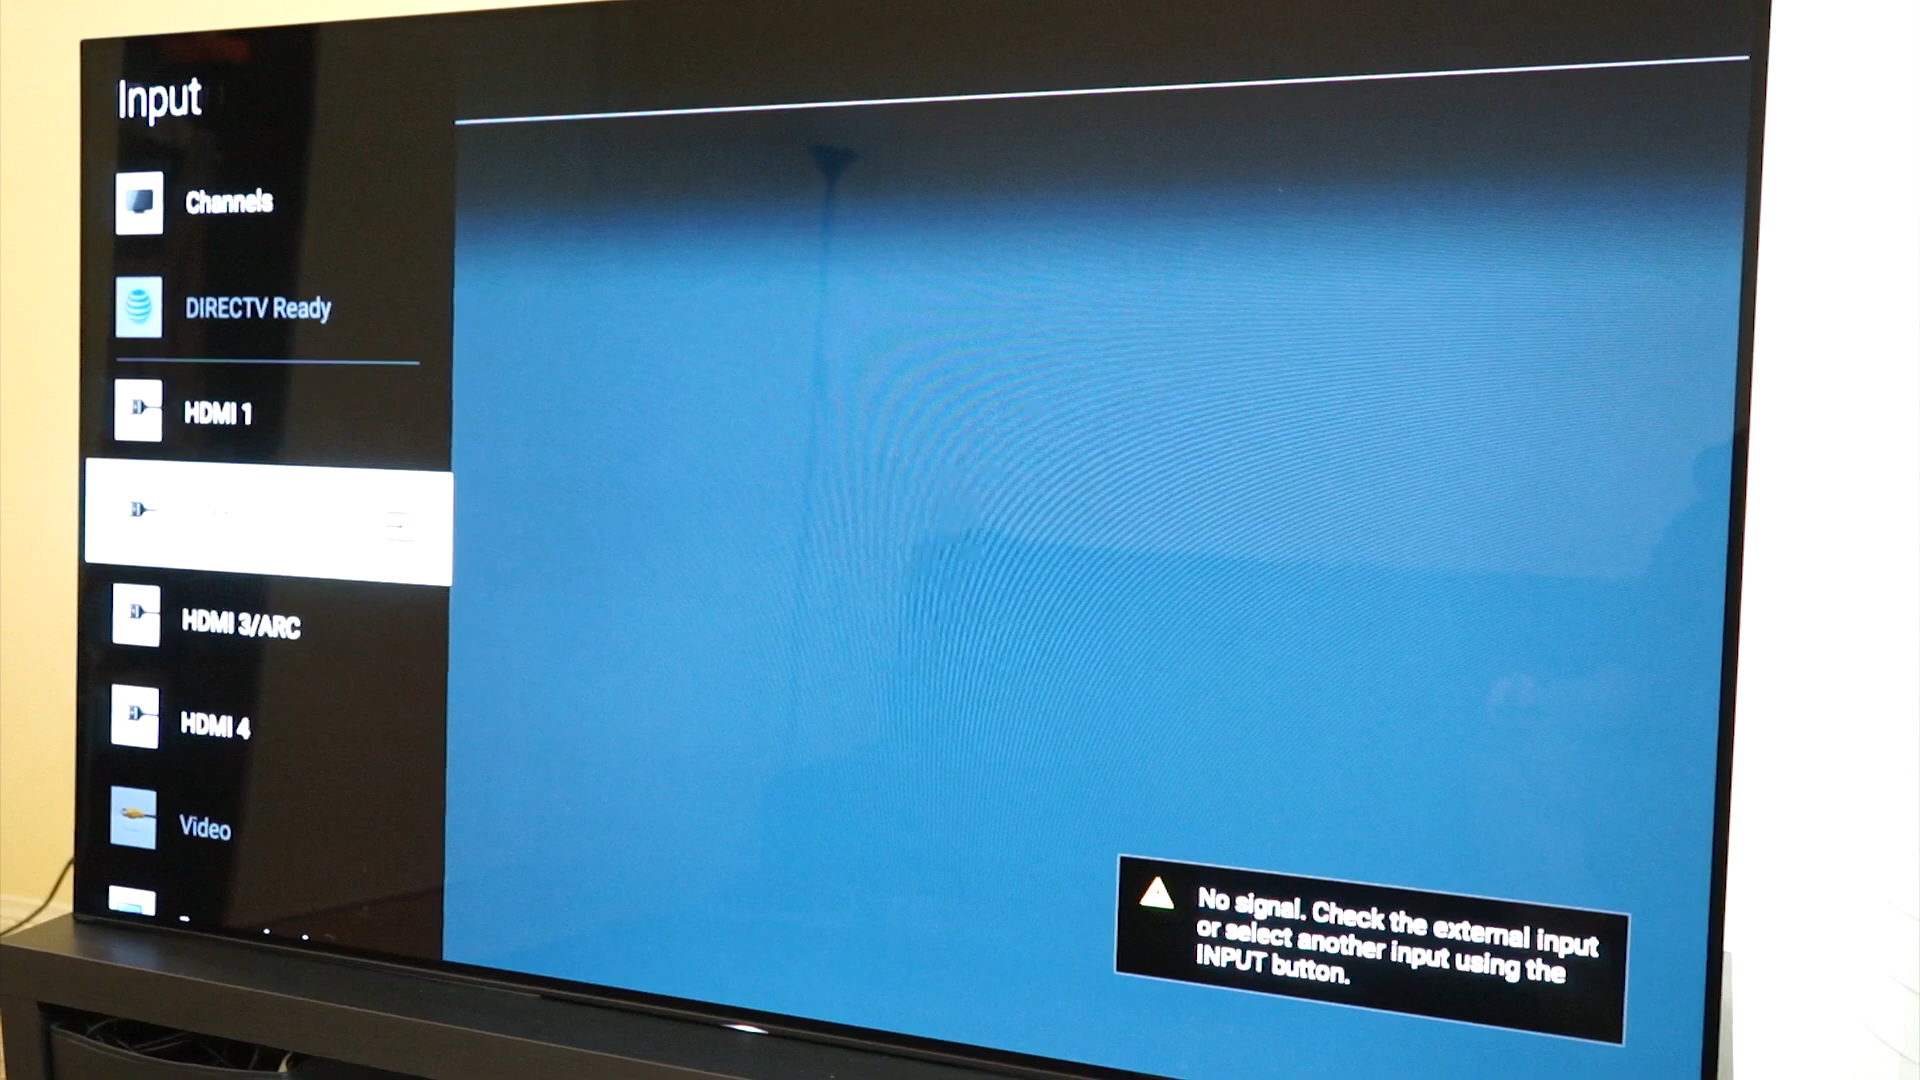 Input
Channels
DIRECTV Ready
HDMI 1
HDMI 3/ARC
HDMI 4
Video
No signal. Check the external input
or select another input using the
INPUT button.